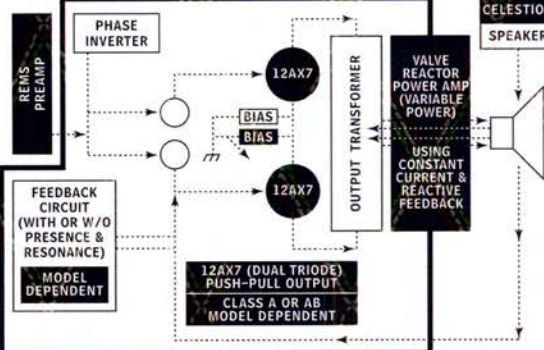 REMS
PREAMP
PHASE
INVERTER
12AX7
BIAS
BIAS
12AX7
OUTPUT TRANSFORMER
VALVE
REACTOR
POWER AMP
(VARIABLE
POWER)
USING
CONSTANT
CURRENT &
REACTIVE
FEEDBACK
SPEAKER
FEEDBACK
CIRCUIT
(WITH OR W/O
PRESENCE &
RESONANCE)
MODEL
DEPENDENT
12AX7 (DUAL TRIODE)
PUSH-PULL OUTPUT
CLASS A OR AB
MODEL DEPENDENT